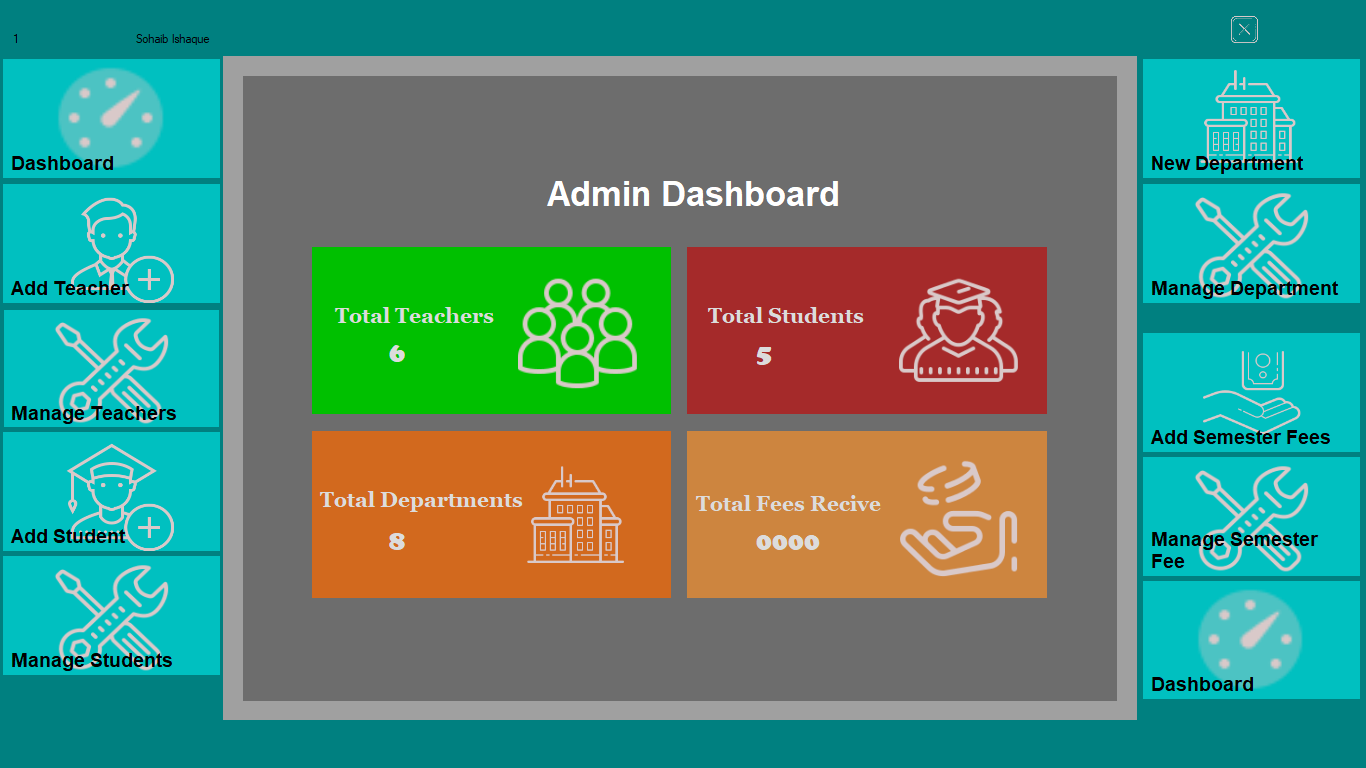 1
Sohaib Ishaque
Dashboard
Add Teacher
Manage Teachers
Add Student
Manage Students
Admin Dashboard
Total Teachers
6
Total Students
5
Total Departments
8
Total Fees Recive
0000
New Department
Manage Department
Add Semester Fees
Manage Semester
Fee
Dashboard